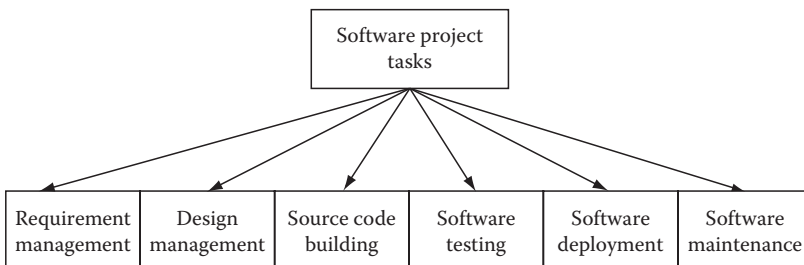 Software project
tasks
Requirement
management
Design
management
Source code
building
Software
testing
Software
deployment
Software
maintenance